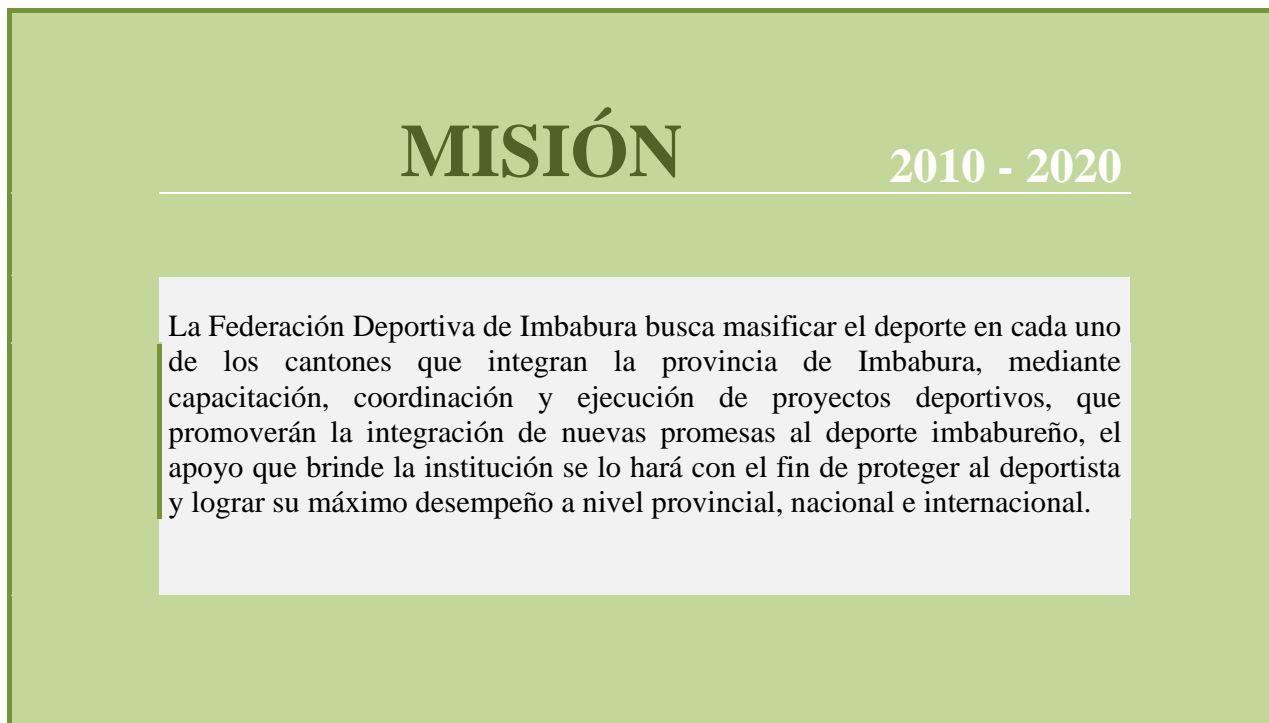 MISIÓN 2010 - 2020
La Federación Deportiva de Imbabura busca masificar el deporte en cada uno
de los cantones que integran la provincia de Imbabura, mediante
capacitación, coordinación y ejecución de proyectos deportivos, que
promoverán la integración de nuevas promesas al deporte imbabureño, el
apoyo que brinde la institución se lo hará con el fin de proteger al deportista
y lograr su máximo desempeño a nivel provincial, nacional e internacional.